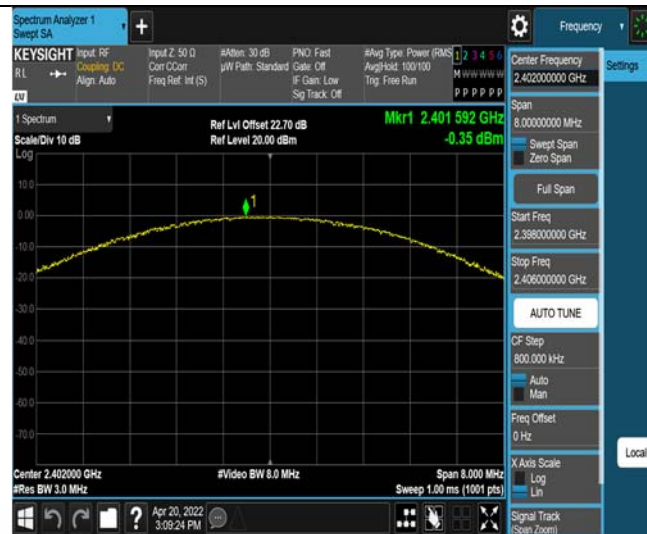 Spectrum Analyzer 1
Swept SA
+
Frequency
KEYSIGHT
RL
Input: RF
Coupling: DC
Align: Auto
Input Z: 50 Ω
Corr CCorr
Freq Ref: Int (S)
#Atten: 30 dB
µW Path: Standard
PNO: Fast
Gate: Off
IF Gain: Low
Sig Track: Off
#Avg Type: Power (RMS
Avg|Hold: 100/100
Trig: Free Run
1 2 3 4 5 6
M W W W W W
P P P P P P
LXI
1 Spectrum
Scale/Div 10 dB
Log
Ref Lvl Offset 22.70 dB
Ref Level 20.00 dBm
Mkr1 2.401 592 GHz
-0.35 dBm
1
10.0
0.00
-10.0
-20.0
-30.0
-40.0
-50.0
-60.0
-70.0
Center 2.402000 GHz
#Res BW 3.0 MHz
#Video BW 8.0 MHz
Span 8.000 MHz
Sweep 1.00 ms (1001 pts)
?
Apr 20, 2022
3:09:24 PM
Settings
Center Frequency
2.402000000 GHz
Span
8.00000000 MHz
Swept Span
Zero Span
Full Span
Start Freq
2.398000000 GHz
Stop Freq
2.406000000 GHz
AUTO TUNE
CF Step
800.000 kHz
Auto
Man
Freq Offset
0 Hz
X Axis Scale
Log
Lin
Signal Track
(Span Zoom)
Local